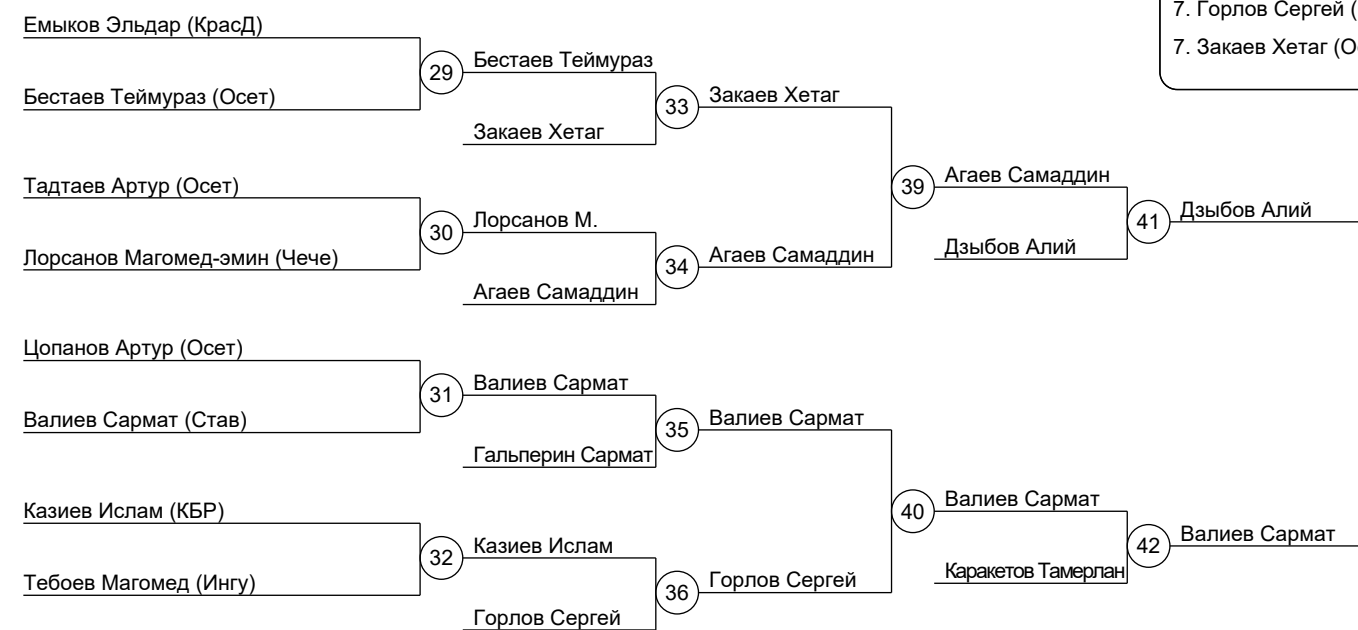 7. Горлов Сергей (
7. Закаев Хетаг (О
Емыков Эльдар (КрасД)
29
Бестаев Теймураз
Бестаев Теймураз (Осет)
33
Закаев Хетаг
Закаев Хетаг
Тадтаев Артур (Осет)
39
Агаев Самаддин
30
Лорсанов М.
41
Дзыбов Алий
Лорсанов Магомед-эмин (Чече)
34
Агаев Самаддин
Дзыбов Алий
Агаев Самаддин
Цопанов Артур (Осет)
31
Валиев Сармат
Валиев Сармат (Став)
35
Валиев Сармат
Гальперин Сармат
Казиев Ислам (КБР)
40
Валиев Сармат
32
Казиев Ислам
42
Валиев Сармат
Тебоев Магомед (Ингу)
36
Горлов Сергей
Каракетов Тамерлан
Горлов Сергей